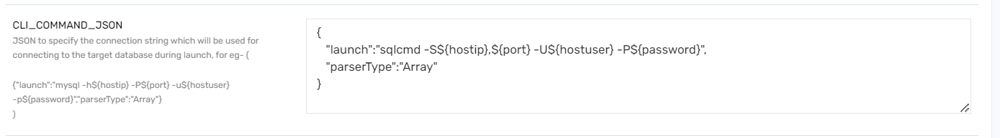 CLI_COMMAND_JSON
JSON to specify the connection string which will be used for
connecting to the target database during launch, for eg- (
{"launch":"mysql -h${hostip} -P${port} -u${hostuser}
-p${password}","parserType":"Array"}
)
{
"launch":"sqlcmd -S${hostip},${port} -U${hostuser} -P${password}",
"parserType":"Array"
}